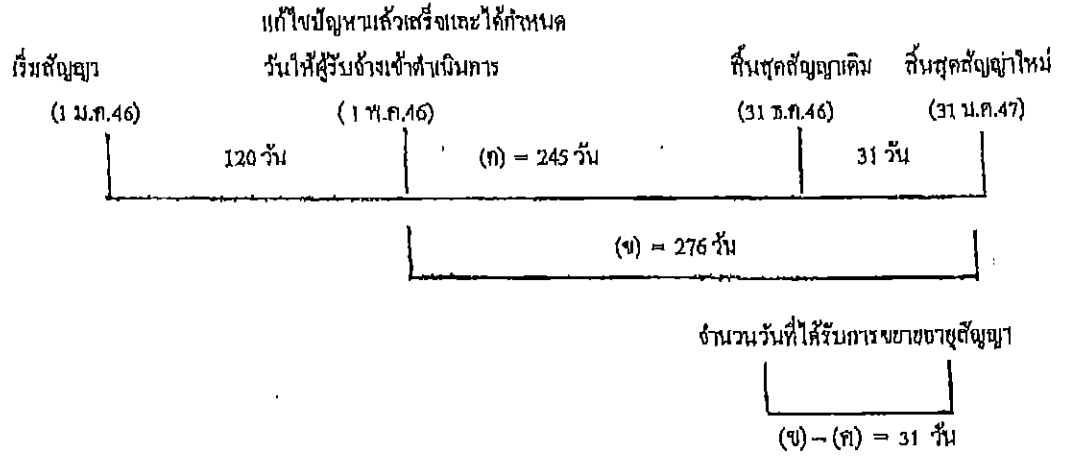 แก้ไขปัญหาแล้วเสร็จและได้กำหนด
เริ่มสัญญา วันให้ผู้รับจ้างเข้าดำเนินการ สิ้นสุดสัญญาเดิม สิ้นสุดสัญญาใหม่
(1 ม.ค.46) (1 พ.ค.46) (31 ธ.ค.46) (31 ม.ค.47)
120 วัน (ก) = 245 วัน 31 วัน
(ข) = 276 วัน
จำนวนวันที่ได้รับการขยายอายุสัญญา
(ข) – (ค) = 31 วัน